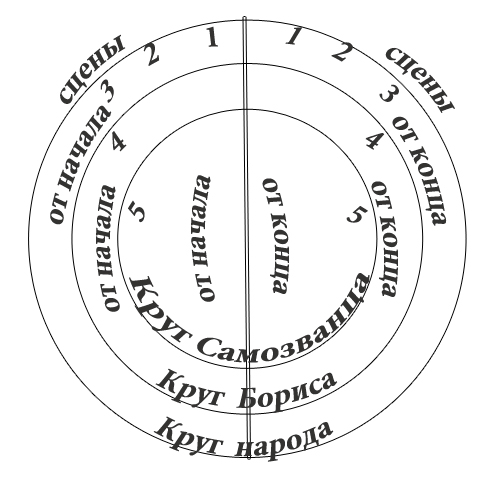 сцены
1
2
3
4
5
1
2
3
4
5
сцены
от начала
от конца
от начала
от конца
от начала
от конца
Круг Самозванца
Круг Бориса
Круг народа